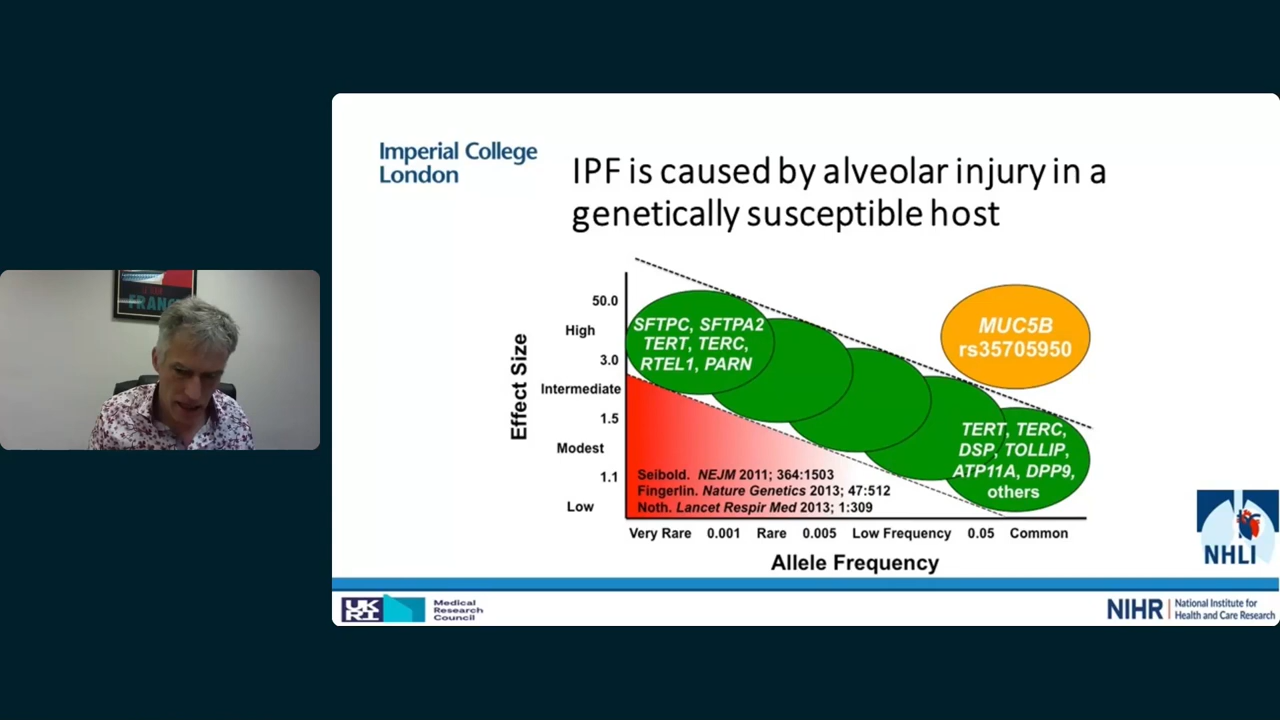 FRANC
Imperial College
London
IPF is caused by alveolar injury in a
genetically susceptible host
Effect Size
50.0
High
3.0
Intermediate
1.5
Modest
1.1
Low
SFTPC, SFTPA2
TERT, TERC,
RTEL1, PARN
MUC5B
rs35705950
TERT, TERC,
DSP, TOLLIP,
ATP11A, DPP9,
others
Seibold. NEJM 2011; 364:1503
Fingerlin. Nature Genetics 2013; 47:512
Noth. Lancet Respir Med 2013; 1:309
Very Rare 0.001 Rare 0.005 Low Frequency 0.05 Common
Allele Frequency
NHLI
UK
RI
Medical
Research
Council
NIHR
National Institute for
Health and Care Research